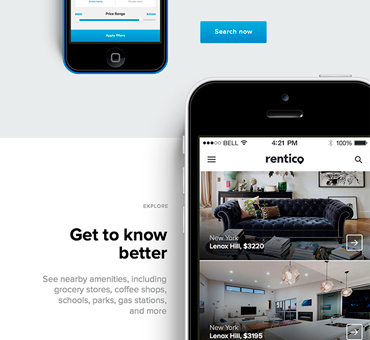 Price Range
Apply Filters
Search now
BELL
4:21 PM
100%
rentico
EXPLORE
Get to know
better
See nearby amenities, including
grocery stores, coffee shops,
schools, parks, gas stations,
and more
New York
Lenox Hill, $3220
New York
Lenox Hill, $3195